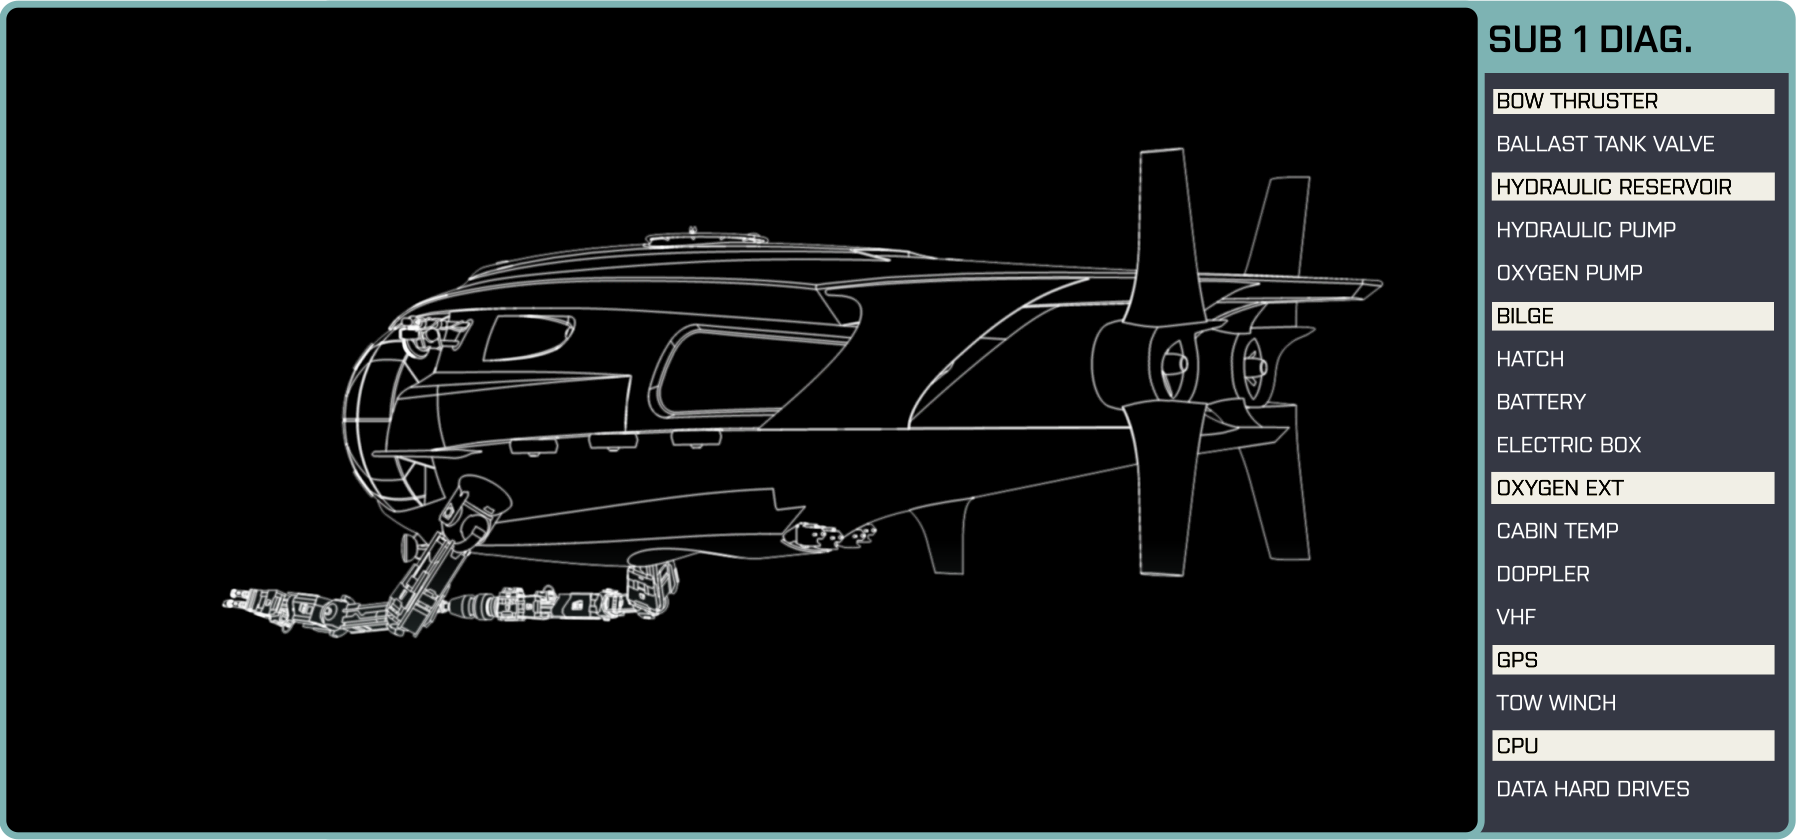 SUB 1 DIAG.
BOW THRUSTER
BALLAST TANK VALVE
HYDRAULIC RESERVOIR
HYDRAULIC PUMP
OXYGEN PUMP
BILGE
HATCH
BATTERY
ELECTRIC BOX
OXYGEN EXT
CABIN TEMP
DOPPLER
VHF
GPS
TOW WINCH
CPU
DATA HARD DRIVES